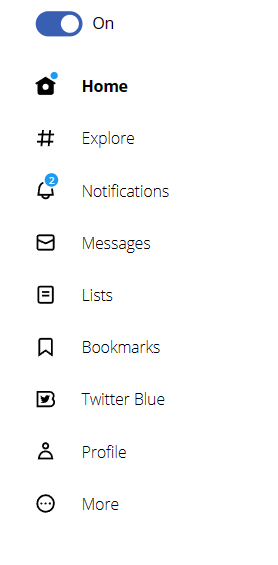 On
Home
Explore
2
Notifications
Messages
Lists
Bookmarks
Twitter Blue
Profile
More